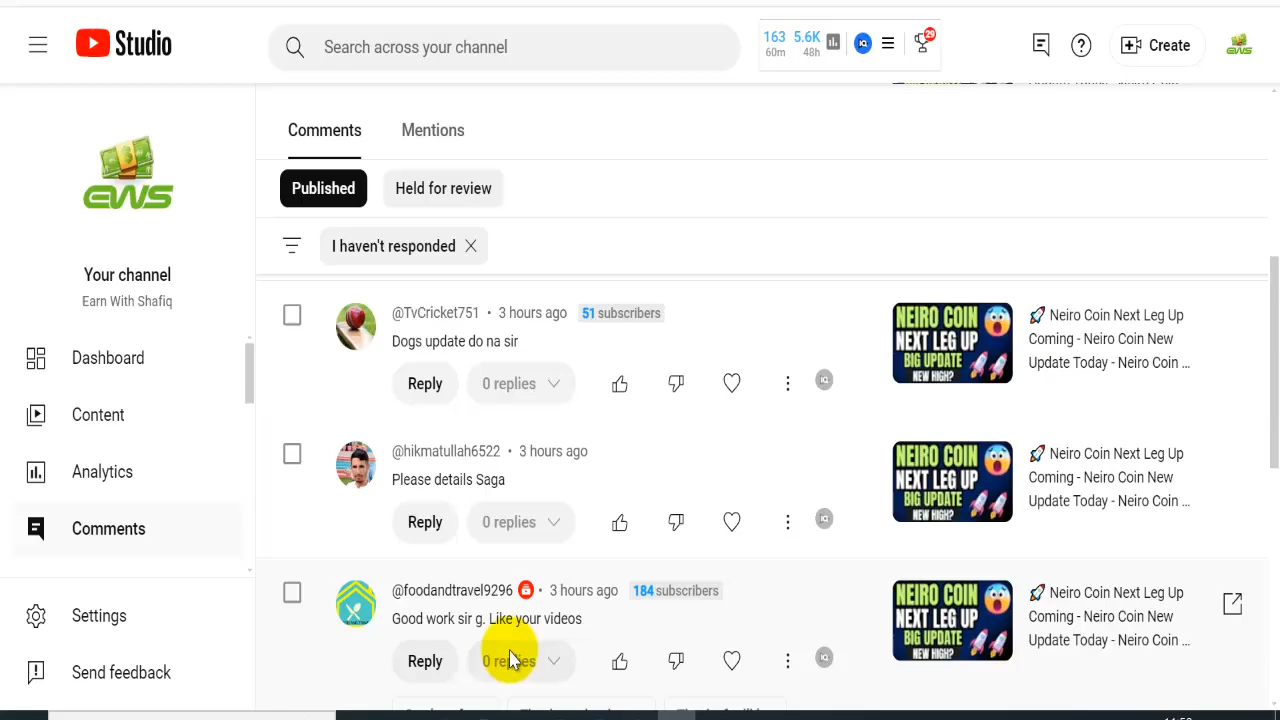 Studio
Search across your channel
163 5.6K
60m 48h
29
Create
EWS
Comments Mentions
Published Held for review
I haven't responded
EWS
Your channel
Earn With Shafiq
Dashboard
Content
Analytics
Comments
Settings
Send feedback
@TvCricket751 • 3 hours ago 51 subscribers
Dogs update do na sir
Reply 0 replies
NEIRO COIN
NEXT LEG UP
BIG UPDATE
NEW HIGH?
🚀 Neiro Coin Next Leg Up
Coming - Neiro Coin New
Update Today - Neiro Coin ...
@hikmatullah6522 • 3 hours ago
Please details Saga
Reply 0 replies
NEIRO COIN
NEXT LEG UP
BIG UPDATE
NEW HIGH?
🚀 Neiro Coin Next Leg Up
Coming - Neiro Coin New
Update Today - Neiro Coin ...
@foodandtravel9296 • 3 hours ago 184 subscribers
Good work sir g. Like your videos
Reply 0 replies
NEIRO COIN
NEXT LEG UP
BIG UPDATE
NEW HIGH?
🚀 Neiro Coin Next Leg Up
Coming - Neiro Coin New
Update Today - Neiro Coin ...